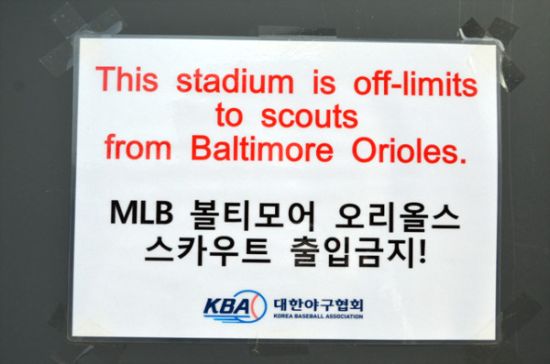 This stadium is off-limits
to scouts
from Baltimore Orioles.
MLB 볼티모어 오리올스
스카우트 출입금지!
KBA 대한야구협회
KOREA BASEBALL ASSOCIATION